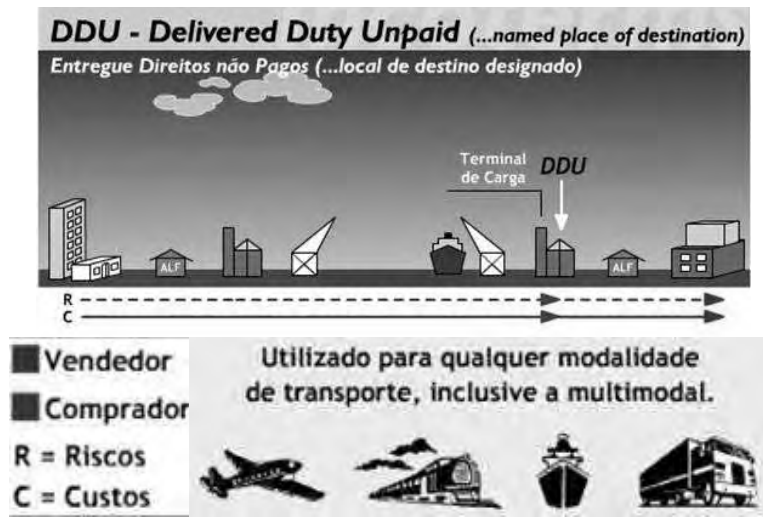 DDU - Delivered Duty Unpaid (...named place of destination)
Entregue Direitos não Pagos (...local de destino designado)
Terminal
de Carga
DDU
ALF
ALF
R
C
Vendedor
Comprador
R = Riscos
C = Custos
Utilizado para qualquer modalidade
de transporte, inclusive a multimodal.